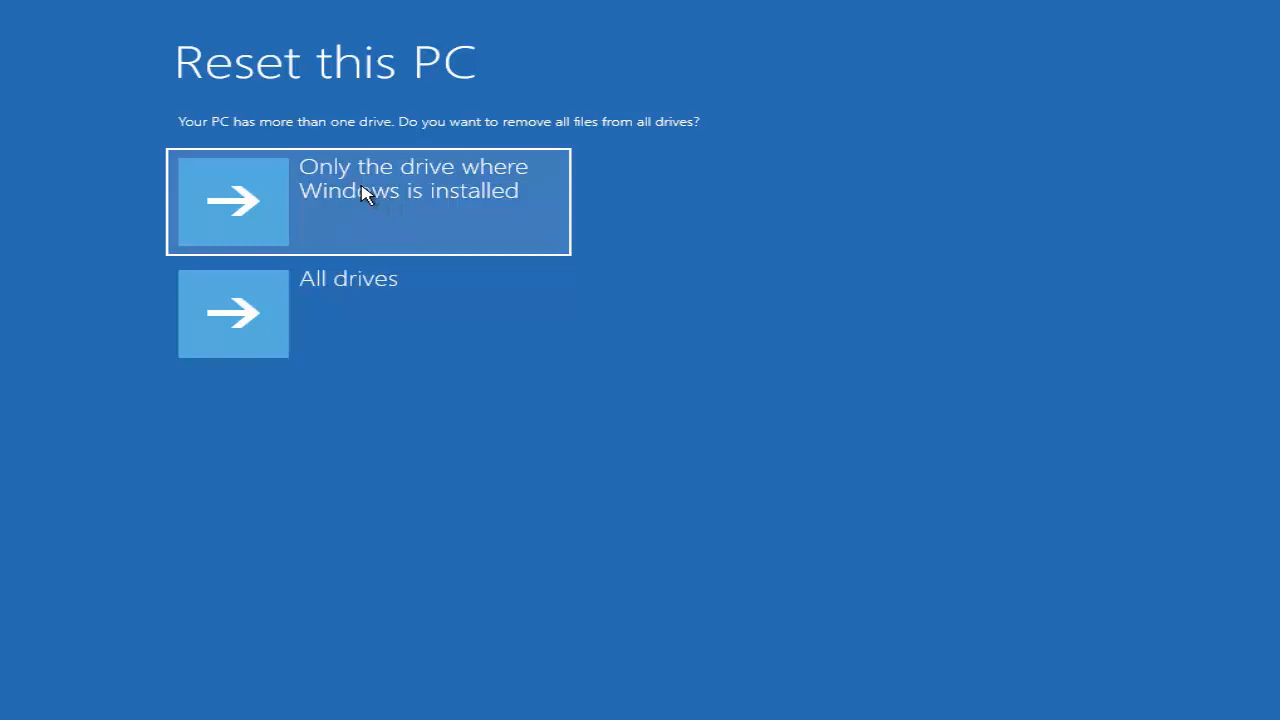 Reset this PC
Your PC has more than one drive. Do you want to remove all files from all drives?
Only the drive where
Windows is installed
All drives